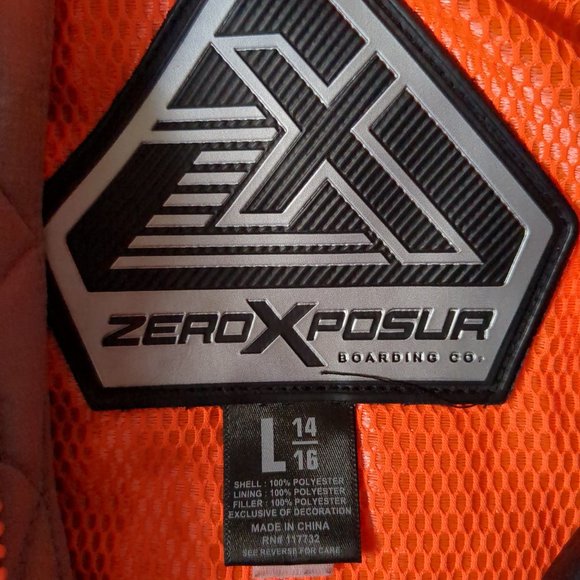 ZX
ZEROXPOSUR
BOARDING CO.
L 14/16
SHELL : 100% POLYESTER
LINING : 100% POLYESTER
FILLER : 100% POLYESTER
EXCLUSIVE OF DECORATION
MADE IN CHINA
RN# 117732
SEE REVERSE FOR CARE